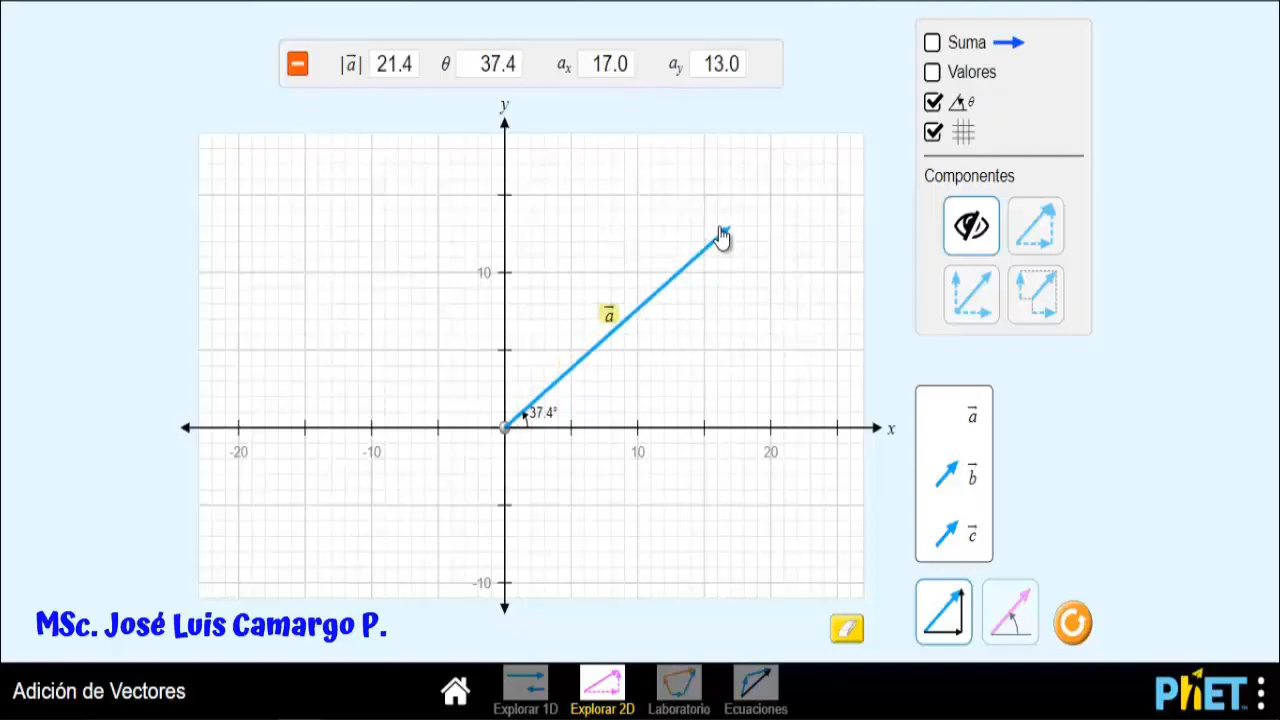 |a⃗| 21.4 θ 37.4 aₓ 17.0 a_y 13.0
Suma
Valores
θ
Componentes
y
10
a⃗
37.4°
x
-20
-10
10
20
-10
a⃗
b⃗
c⃗
MSc. José Luis Camargo P.
Adición de Vectores
Explorar 1D
Explorar 2D
Laboratorio
Ecuaciones
PhET